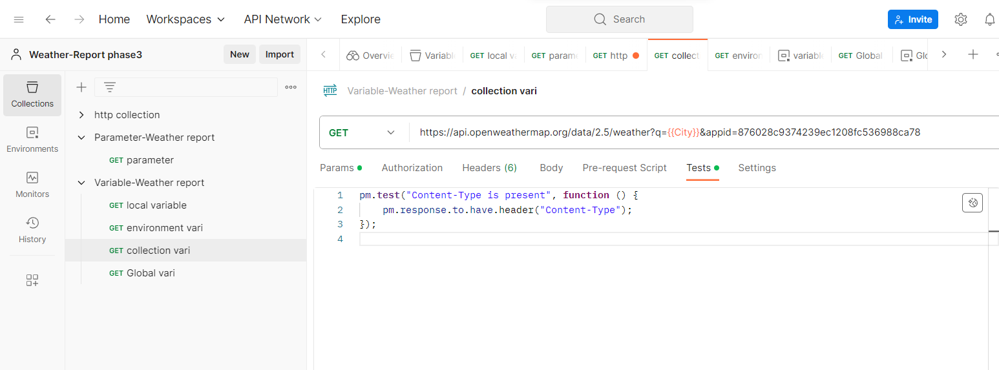 Home Workspaces API Network Explore Search Invite
Weather-Report phase3 New Import
Overvie Variabl GET local va GET parame GET http GET collect GET environ variable GET Global Glo
Collections
Environments
Monitors
History
http collection
Parameter-Weather report
GET parameter
Variable-Weather report
GET local variable
GET environment vari
GET collection vari
GET Global vari
HTTP Variable-Weather report / collection vari
GET https://api.openweathermap.org/data/2.5/weather?q={{City}}&appid=876028c9374239ec1208fc536988ca78
Params Authorization Headers (6) Body Pre-request Script Tests Settings
1 pm.test("Content-Type is present", function () {
2 pm.response.to.have.header("Content-Type");
3 });
4